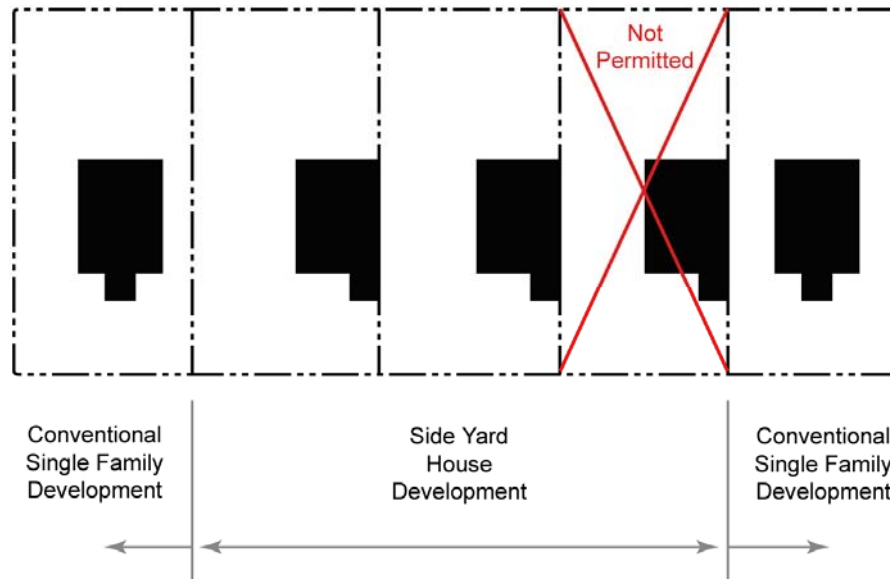 Not
Permitted
Conventional
Single Family
Development
Side Yard
House
Development
Conventional
Single Family
Development